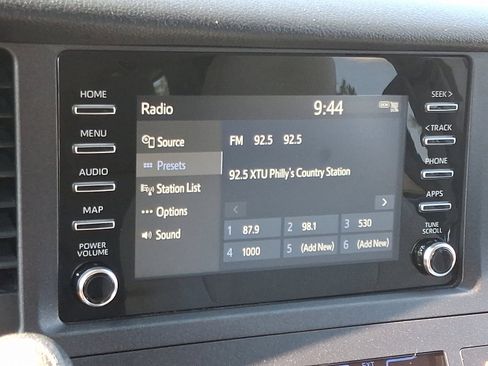 HOME
MENU
AUDIO
MAP
POWER
VOLUME
Radio 9:44
Source
Presets
Station List
Options
Sound
FM 92.5 92.5
92.5 XTU Philly's Country Station
< >
1 87.9 2 98.1 3 530
4 1000 5 (Add New) 6 (Add New)
SEEK >
< TRACK
PHONE
APPS
TUNE
SCROLL
EXT